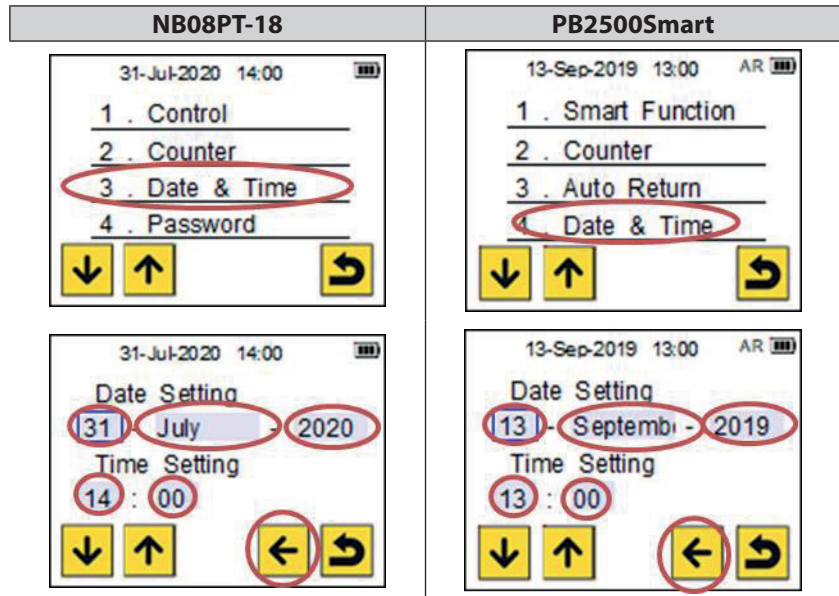 NB08PT-18
PB2500Smart
31-Jul-2020 14:00
1 . Control
2 . Counter
3 . Date & Time
4 . Password
13-Sep-2019 13:00 AR
1 . Smart Function
2 . Counter
3 . Auto Return
4 . Date & Time
31-Jul-2020 14:00
Date Setting
31 - July - 2020
Time Setting
14 : 00
13-Sep-2019 13:00 AR
Date Setting
13 - Septemb - 2019
Time Setting
13 : 00